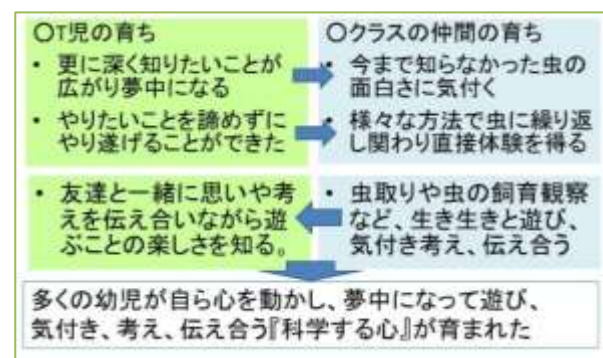 〇T児の育ち
・ 更に深く知りたいことが
広がり夢中になる
・ やりたいことを諦めずに
やり遂げることができた
〇クラスの仲間の育ち
・ 今まで知らなかった虫の
面白さに気付く
・ 様々な方法で虫に繰り返
し関わり直接体験を得る
・ 友達と一緒に思いや考
えを伝え合いながら遊
ぶことの楽しさを知る。
・ 虫取りや虫の飼育観察
など、生き生きと遊び、
気付き考え、伝え合う
多くの幼児が自ら心を動かし、夢中になって遊び、
気付き、考え、伝え合う『科学する心』が育まれた